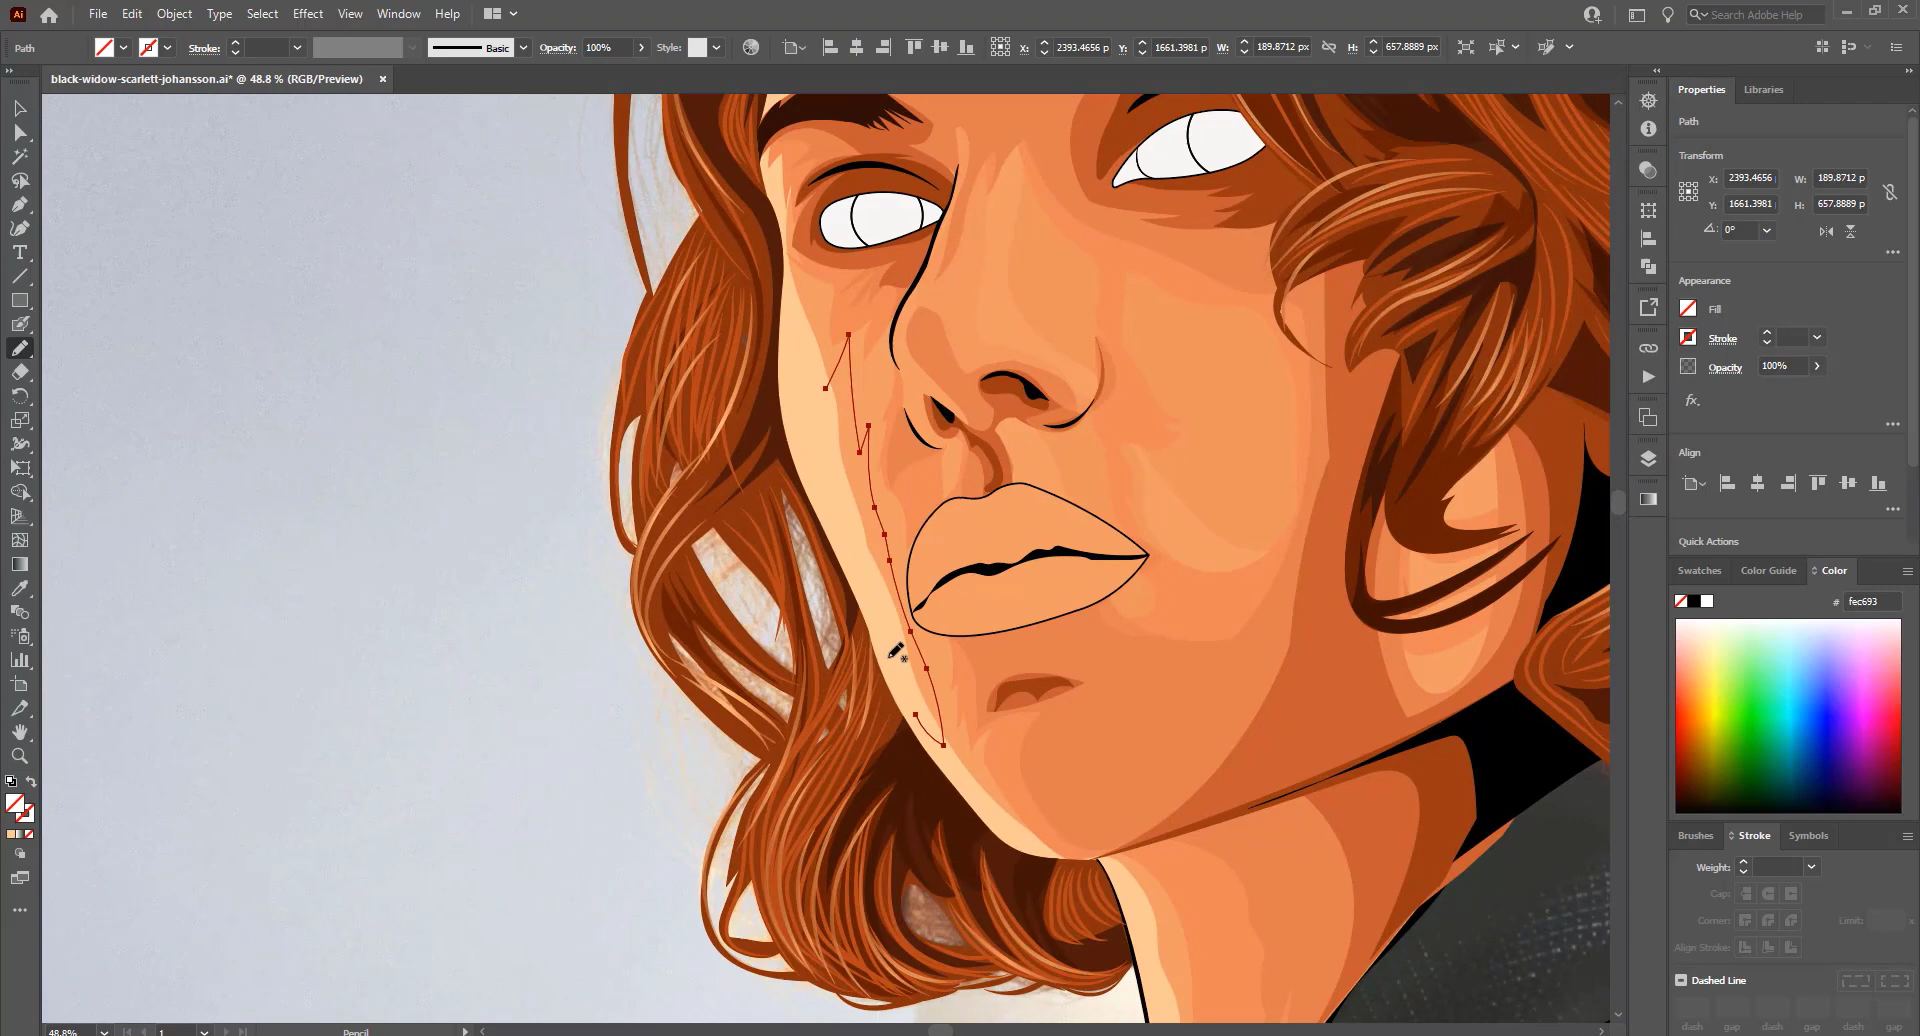 Ai File Edit Object Type Select Effect View Window Help Search Adobe Help
Path Stroke: Basic Opacity: 100% Style: X: 2393.4656 p Y: 1661.3981 p W: 189.8712 px H: 657.8889 px
black-widow-scarlett-johansson.ai* @ 48.8 % (RGB/Preview) ×
Properties Libraries
Path
Transform
X: 2393.4656 W: 189.8712 p
Y: 1661.3981 H: 657.8889 p
0°
Appearance
Fill
Stroke
Opacity 100%
fx.
Align
Quick Actions
Swatches Color Guide Color
# fec693
Brushes Stroke Symbols
Weight:
Cap:
Corner: Limit: x
Align Stroke:
Dashed Line
dash gap dash gap dash gap
48.8% 1 Pencil